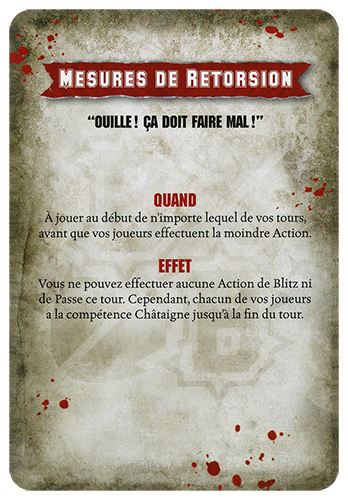 MESURES DE RETORSION
"OUILLE ! ÇA DOIT FAIRE MAL !"
QUAND
À jouer au début de n'importe lequel de vos tours,
avant que vos joueurs effectuent la moindre Action.
EFFET
Vous ne pouvez effectuer aucune Action de Blitz ni
de Passe ce tour. Cependant, chacun de vos joueurs
a la compétence Châtaigne jusqu'à la fin du tour.